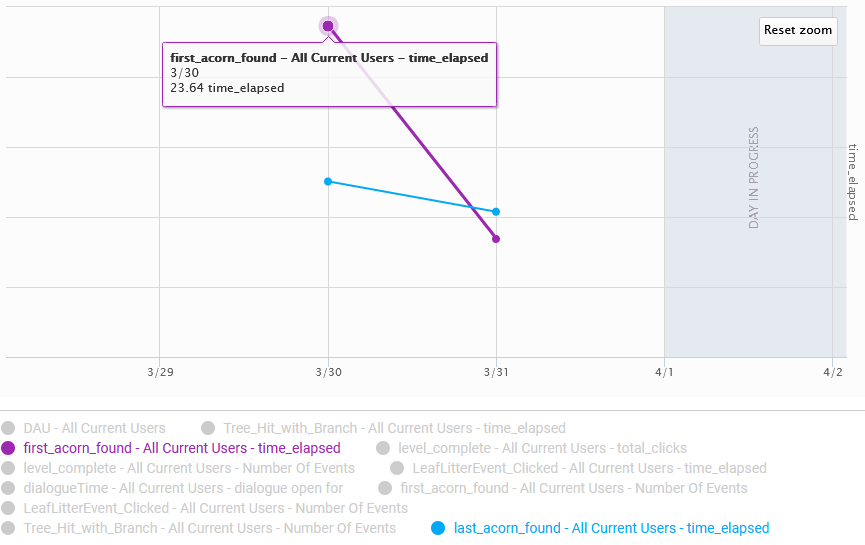 Reset zoom
first_acorn_found – All Current Users – time_elapsed
3/30
23.64 time_elapsed
DAY IN PROGRESS
time_elapsed
3/29 3/30 3/31 4/1 4/2
DAU - All Current Users Tree_Hit_with_Branch - All Current Users - time_elapsed
first_acorn_found - All Current Users - time_elapsed level_complete - All Current Users - total_clicks
level_complete - All Current Users - Number Of Events LeafLitterEvent_Clicked - All Current Users - time_elapsed
dialogueTime - All Current Users - dialogue open for first_acorn_found - All Current Users - Number Of Events
LeafLitterEvent_Clicked - All Current Users - Number Of Events
Tree_Hit_with_Branch - All Current Users - Number Of Events last_acorn_found - All Current Users - time_elapsed